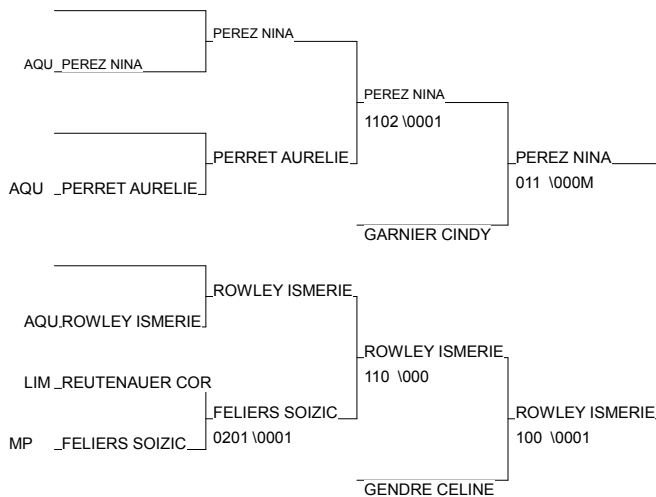 PEREZ NINA
AQU PEREZ NINA
PEREZ NINA
1102 \0001
PERRET AURELIE
PEREZ NINA
AQU PERRET AURELIE
011 \000M
GARNIER CINDY
ROWLEY ISMERIE
AQU ROWLEY ISMERIE
ROWLEY ISMERIE
LIM REUTENAUER COR
110 \000
FELIERS SOIZIC
ROWLEY ISMERIE
0201 \0001
100 \0001
MP FELIERS SOIZIC
GENDRE CELINE